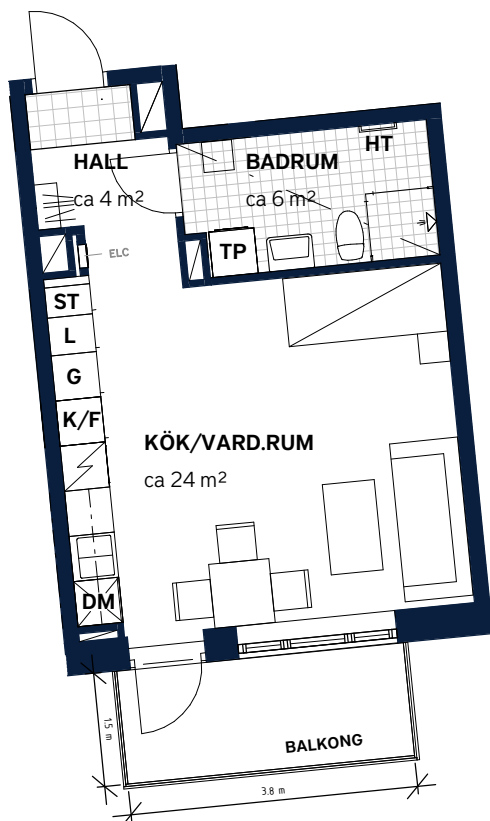 HALL
ca 4 m²
BADRUM
ca 6 m²
HT
TP
ELC
ST
L
G
K/F
KÖK/VARD.RUM
ca 24 m²
DM
1.5 m
BALKONG
3.8 m